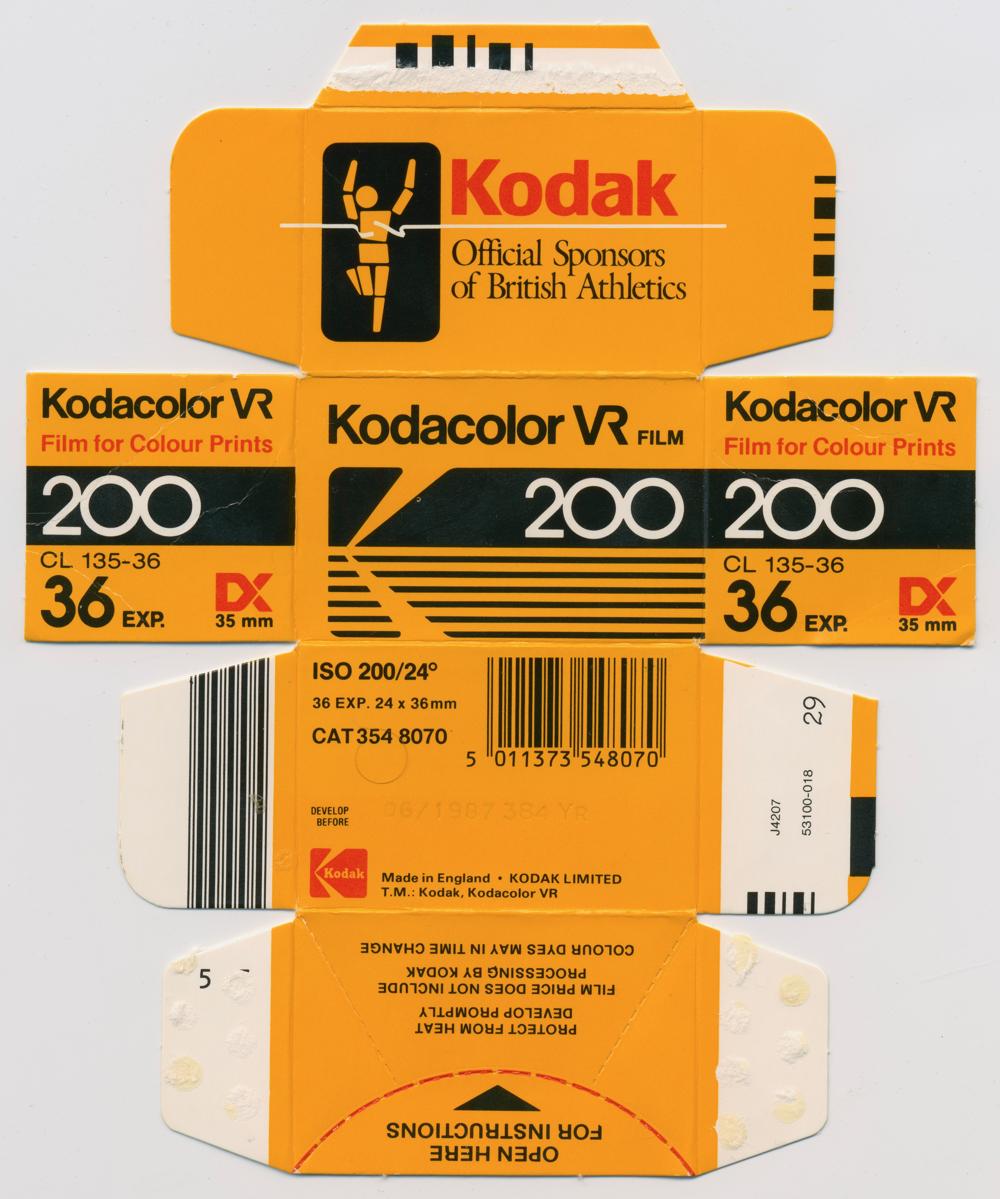 Kodak
Official Sponsors
of British Athletics
Kodacolor VR
Film for Colour Prints
200
CL 135-36
36 EXP.
DX
35 mm
Kodacolor VR FILM
200
Kodacolor VR
Film for Colour Prints
200
CL 135-36
36 EXP.
DX
35 mm
ISO 200/24°
36 EXP. 24 x 36mm
CAT 354 8070
5 011373 548070
DEVELOP
BEFORE
06/1987 384 YR
Kodak
Made in England • KODAK LIMITED
T.M.: Kodak, Kodacolor VR
29
J4207
53100-018
5
OPEN HERE
FOR INSTRUCTIONS
PROTECT FROM HEAT
DEVELOP PROMPTLY
FILM PRICE DOES NOT INCLUDE
PROCESSING BY KODAK
COLOUR DYES MAY IN TIME CHANGE